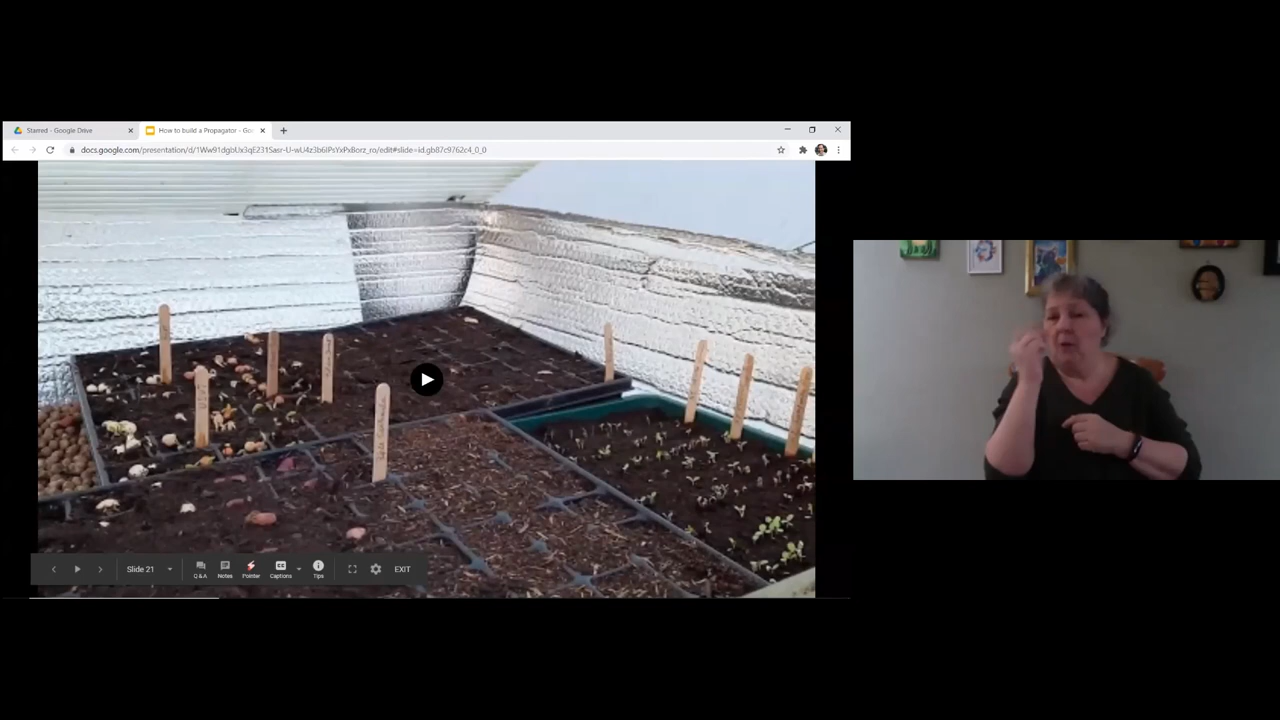 Starred - Google Drive
How to build a Propagator - Go
docs.google.com/presentation/d/1Ww91dgbUx3qE231Sasr-U-wU4z3b6IPsYxPxBorz_ro/edit#slide=id.gb87c9762c4_0_0
Slide 21
Q&A
Notes
Pointer
CC
Captions
Tips
EXIT